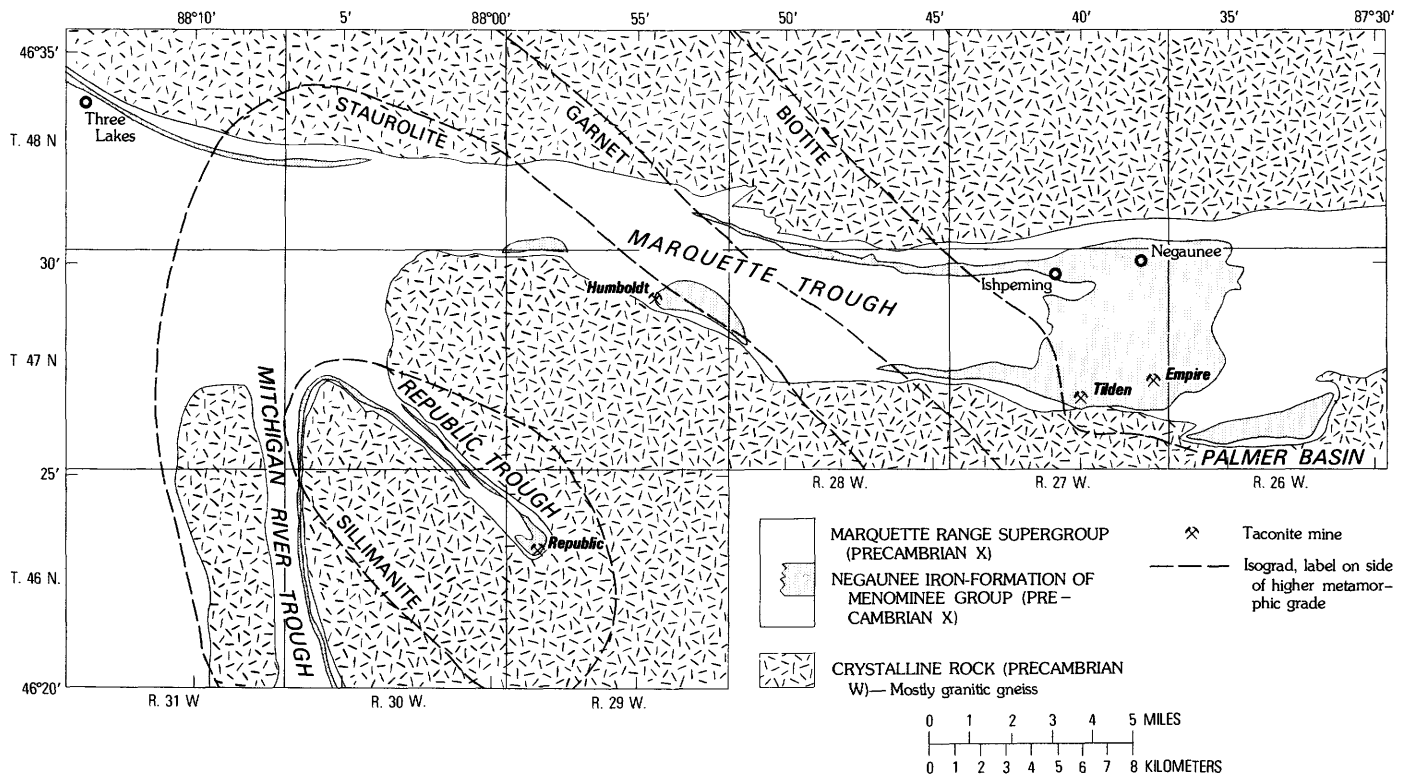 88°10' 5' 88°00' 55' 50' 45' 40' 35' 87°30'
46°35'
STAUROLITE
GARNET
BIOTITE
Three
Lakes
T. 48 N
MARQUETTE TROUGH
Negaunee
30'
Ishpeming
Humboldt
T 47 N
MITCHIGAN RIVER—TROUGH
REPUBLIC TROUGH
Tilden
Empire
PALMER BASIN
25'
R. 28 W.
R. 27 W.
R. 26 W.
SILLIMANITE
Republic
T. 46 N.
46°20'
R. 31 W
R. 30 W.
R. 29 W.
MARQUETTE RANGE SUPERGROUP
(PRECAMBRIAN X)
NEGAUNEE IRON-FORMATION OF
MENOMINEE GROUP (PRE-
CAMBRIAN X)
CRYSTALLINE ROCK (PRECAMBRIAN
W)—Mostly granitic gneiss
Taconite mine
Isograd, label on side
of higher metamor-
phic grade
0 1 2 3 4 5 MILES
0 1 2 3 4 5 6 7 8 KILOMETERS